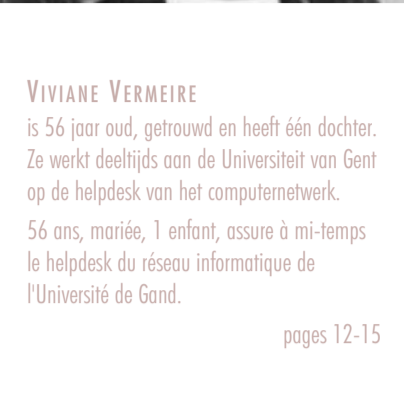 VIVIANE VERMEIRE
is 56 jaar oud, getrouwd en heeft één dochter.
Ze werkt deeltijds aan de Universiteit van Gent
op de helpdesk van het computernetwerk.
56 ans, mariée, 1 enfant, assure à mi-temps
le helpdesk du réseau informatique de
l'Université de Gand.
pages 12-15